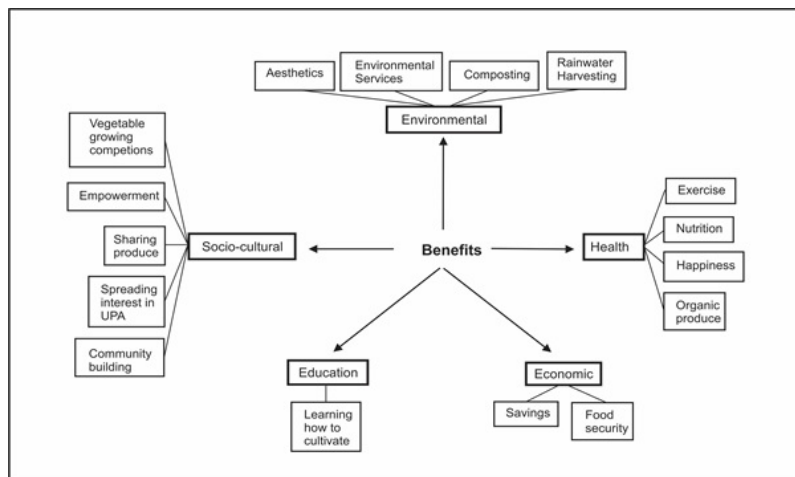 Aesthetics
Environmental
Services
Composting
Rainwater
Harvesting
Environmental
Vegetable
growing
competions
Empowerment
Sharing
produce
Spreading
interest in
UPA
Community
building
Socio-cultural
Benefits
Health
Exercise
Nutrition
Happiness
Organic
produce
Education
Learning
how to
cultivate
Economic
Savings
Food
security